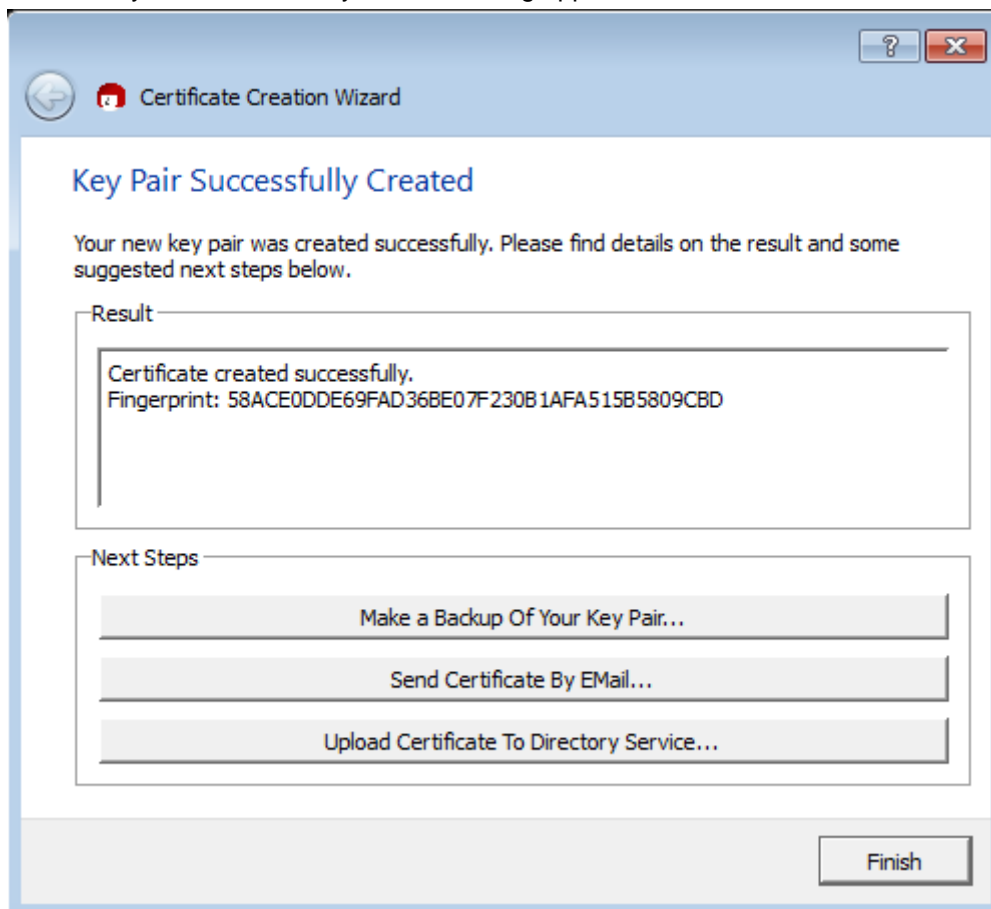 Certificate Creation Wizard
Key Pair Successfully Created
Your new key pair was created successfully. Please find details on the result and some
suggested next steps below.
Result
Certificate created successfully.
Fingerprint: 58ACE0DDE69FAD36BE07F230B1AFA515B5809CBD
Next Steps
Make a Backup Of Your Key Pair...
Send Certificate By EMail...
Upload Certificate To Directory Service...
Finish